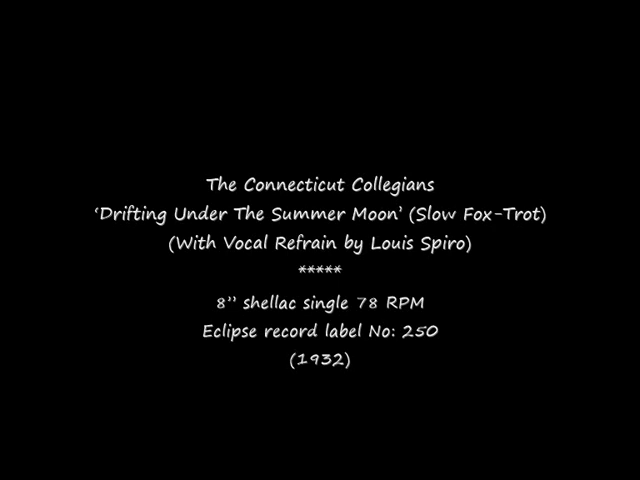 The Connecticut Collegians
‘Drifting Under The Summer Moon’ (Slow Fox-Trot)
(With Vocal Refrain by Louis Spiro)
*****
8” shellac single 78 RPM
Eclipse record label No: 250
(1932)